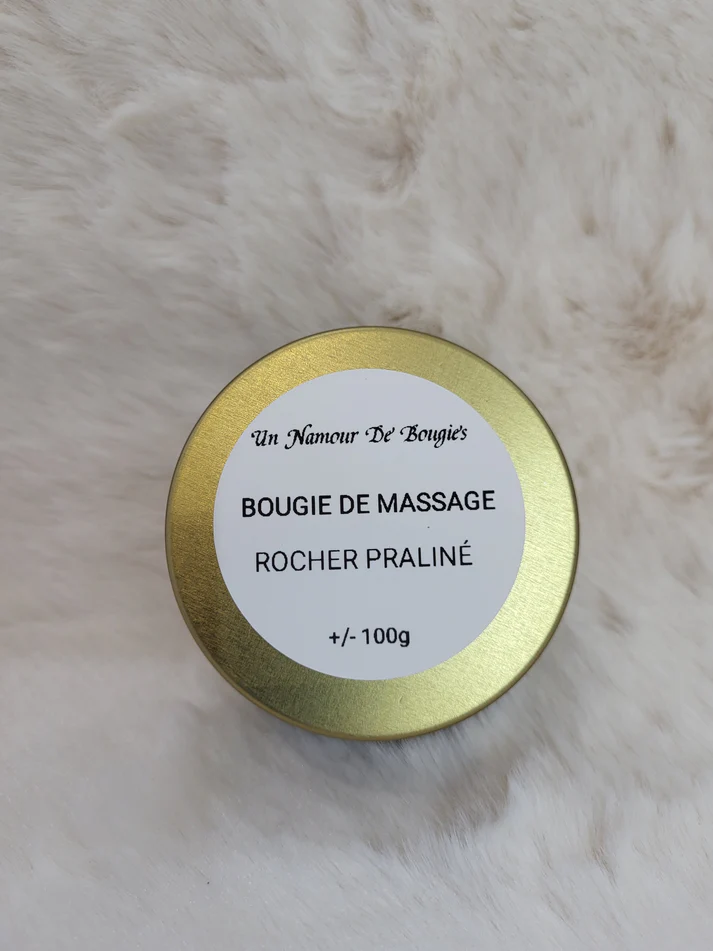 Un Namour De Bougie's
BOUGIE DE MASSAGE
ROCHER PRALINÉ
+/- 100g